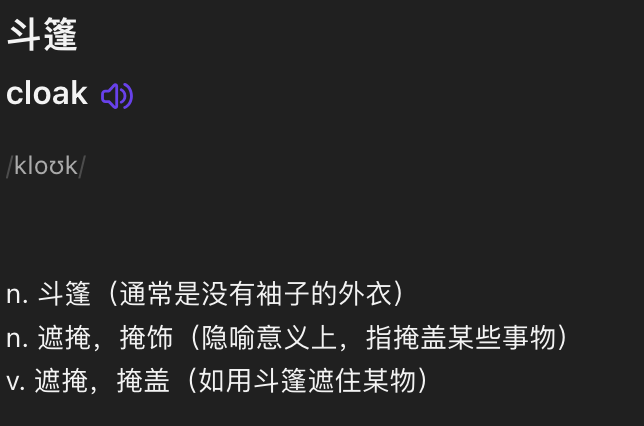 斗篷
cloak
/kloʊk/
n. 斗篷（通常是没有袖子的外衣）
n. 遮掩，掩饰（隐喻意义上，指掩盖某些事物）
v. 遮掩，掩盖（如用斗篷遮住某物）